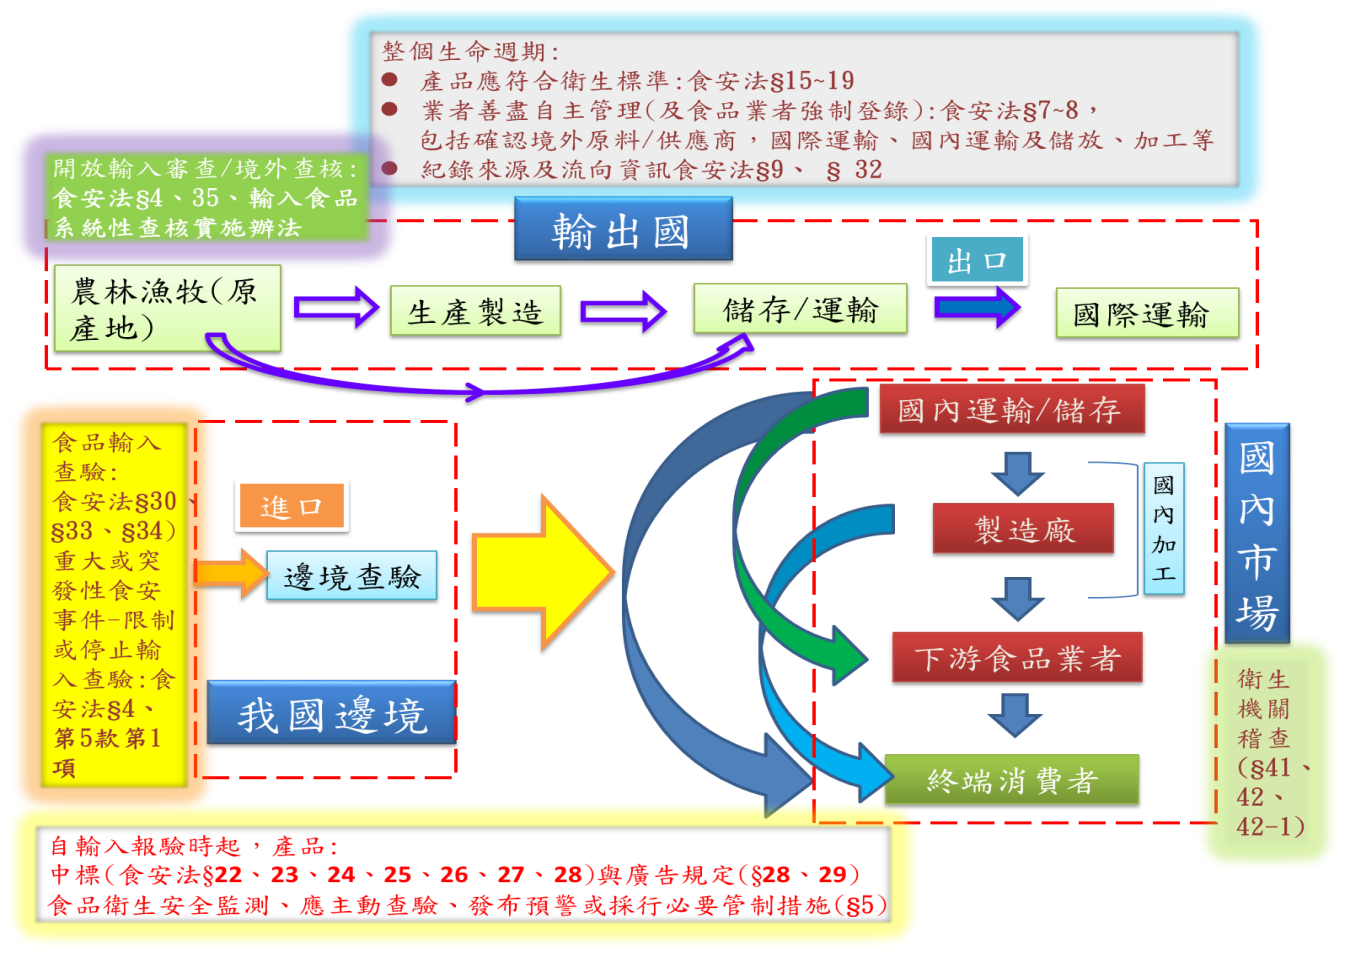 整個生命週期:
● 產品應符合衛生標準:食安法§15~19
● 業者善盡自主管理(及食品業者強制登錄):食安法§7~8，
包括確認境外原料/供應商，國際運輸、國內運輸及儲放、加工等
● 紀錄來源及流向資訊食安法§9、 § 32
開放輸入審查/境外查核:
食安法§4、35、輸入食品
系統性查核實施辦法
輸出國
出口
農林漁牧(原
產地)
生產製造
儲存/運輸
國際運輸
食品輸入
查驗:
食安法§30、
§33、§34)
重大或突
發性食安
事件-限制
或停止輸
入查驗:食
安法§4、
第5款第1
項
進口
邊境查驗
我國邊境
國內運輸/儲存
製造廠
國
內
加
工
下游食品業者
終端消費者
國
內
市
場
衛生
機關
稽查
(§41、
42、
42-1)
自輸入報驗時起，產品:
中標(食安法§22、23、24、25、26、27、28)與廣告規定(§28、29)
食品衛生安全監測、應主動查驗、發布預警或採行必要管制措施(§5)